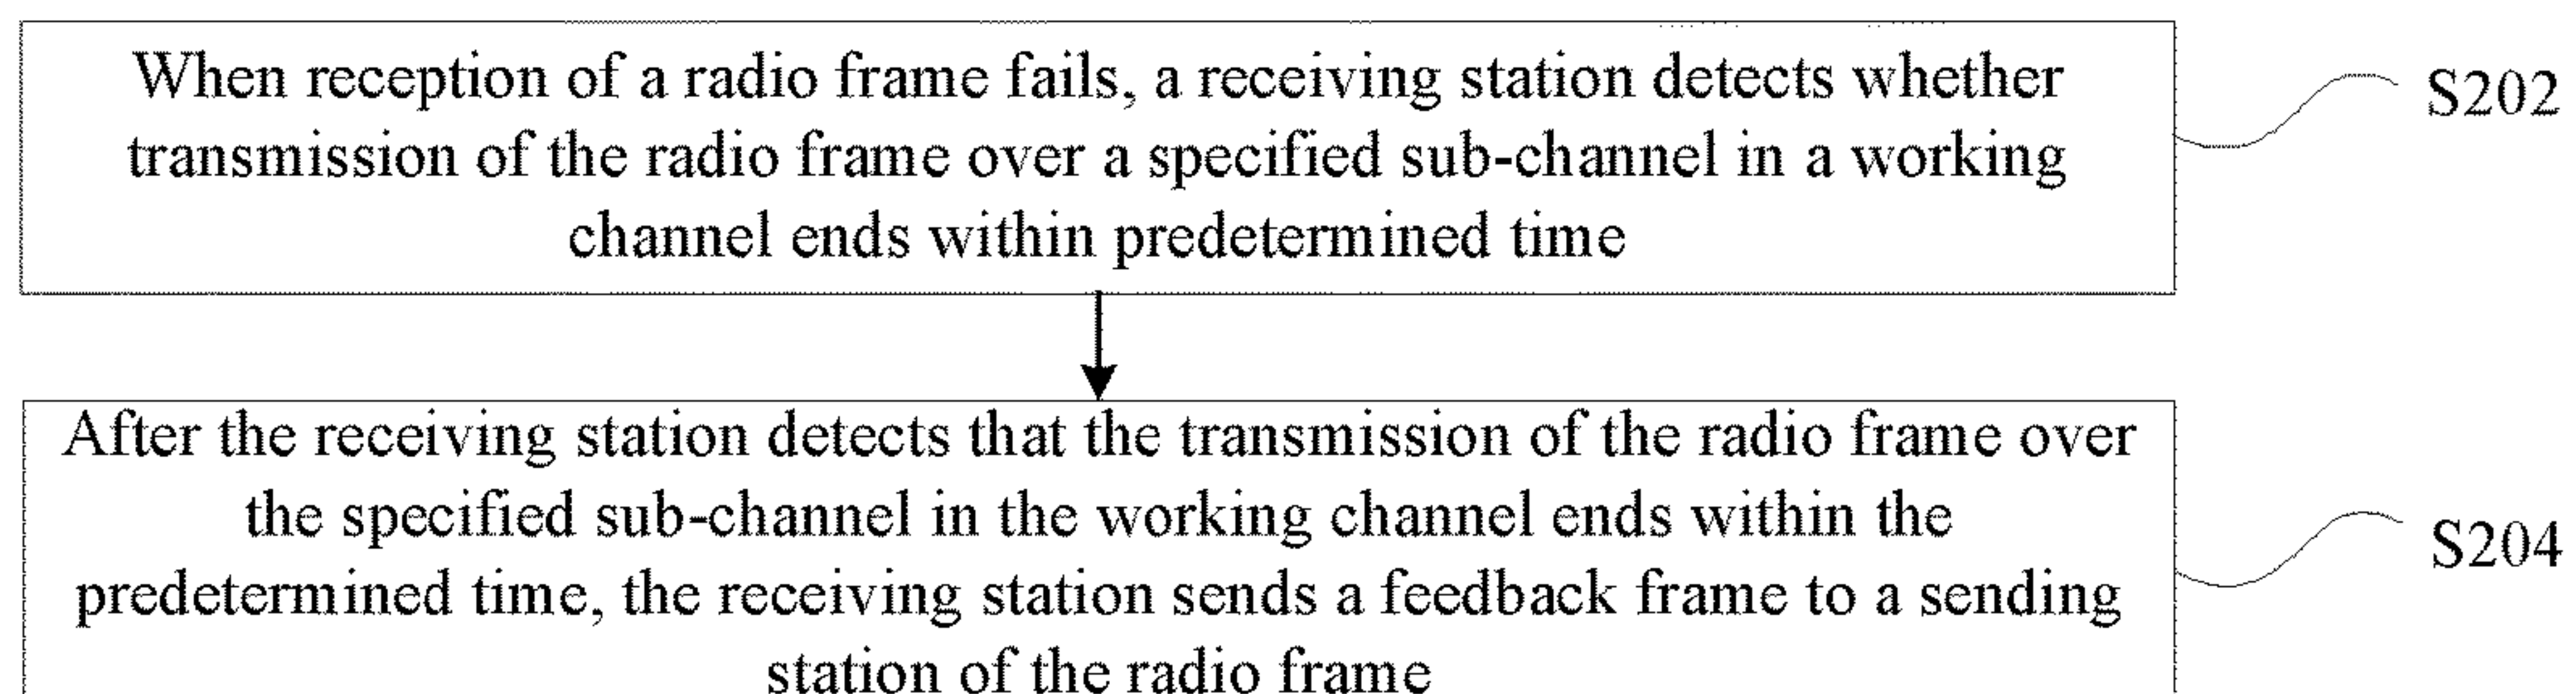 When reception of a radio frame fails, a receiving station detects whether
transmission of the radio frame over a specified sub-channel in a working
channel ends within predetermined time
S202
After the receiving station detects that the transmission of the radio frame over
the specified sub-channel in the working channel ends within the
predetermined time, the receiving station sends a feedback frame to a sending
station of the radio frame
S204